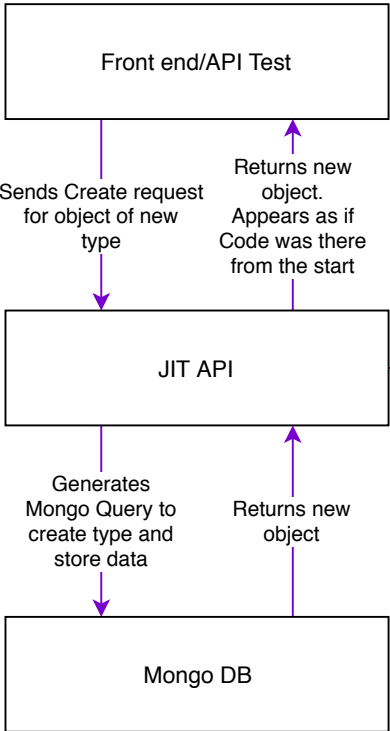 Front end/API Test
Sends Create request
for object of new
type
Returns new
object.
Appears as if
Code was there
from the start
JIT API
Generates
Mongo Query to
create type and
store data
Returns new
object
Mongo DB